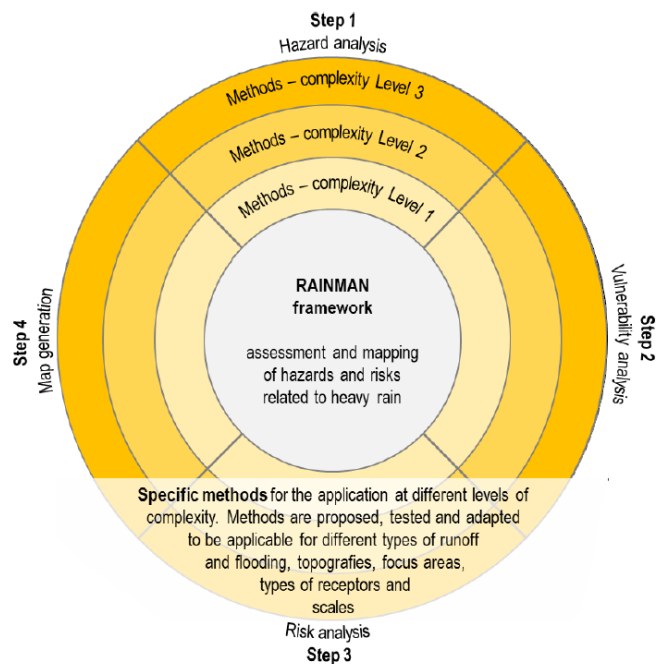 Step 1
Hazard analysis
Methods – complexity Level 3
Methods – complexity Level 2
Methods – complexity Level 1
RAINMAN
framework
assessment and mapping
of hazards and risks
related to heavy rain
Step 4
Map generation
Vulnerability analysis
Step 2
Specific methods for the application at different levels of
complexity. Methods are proposed, tested and adapted
to be applicable for different types of runoff
and flooding, topografies, focus areas,
types of receptors and
scales
Risk analysis
Step 3